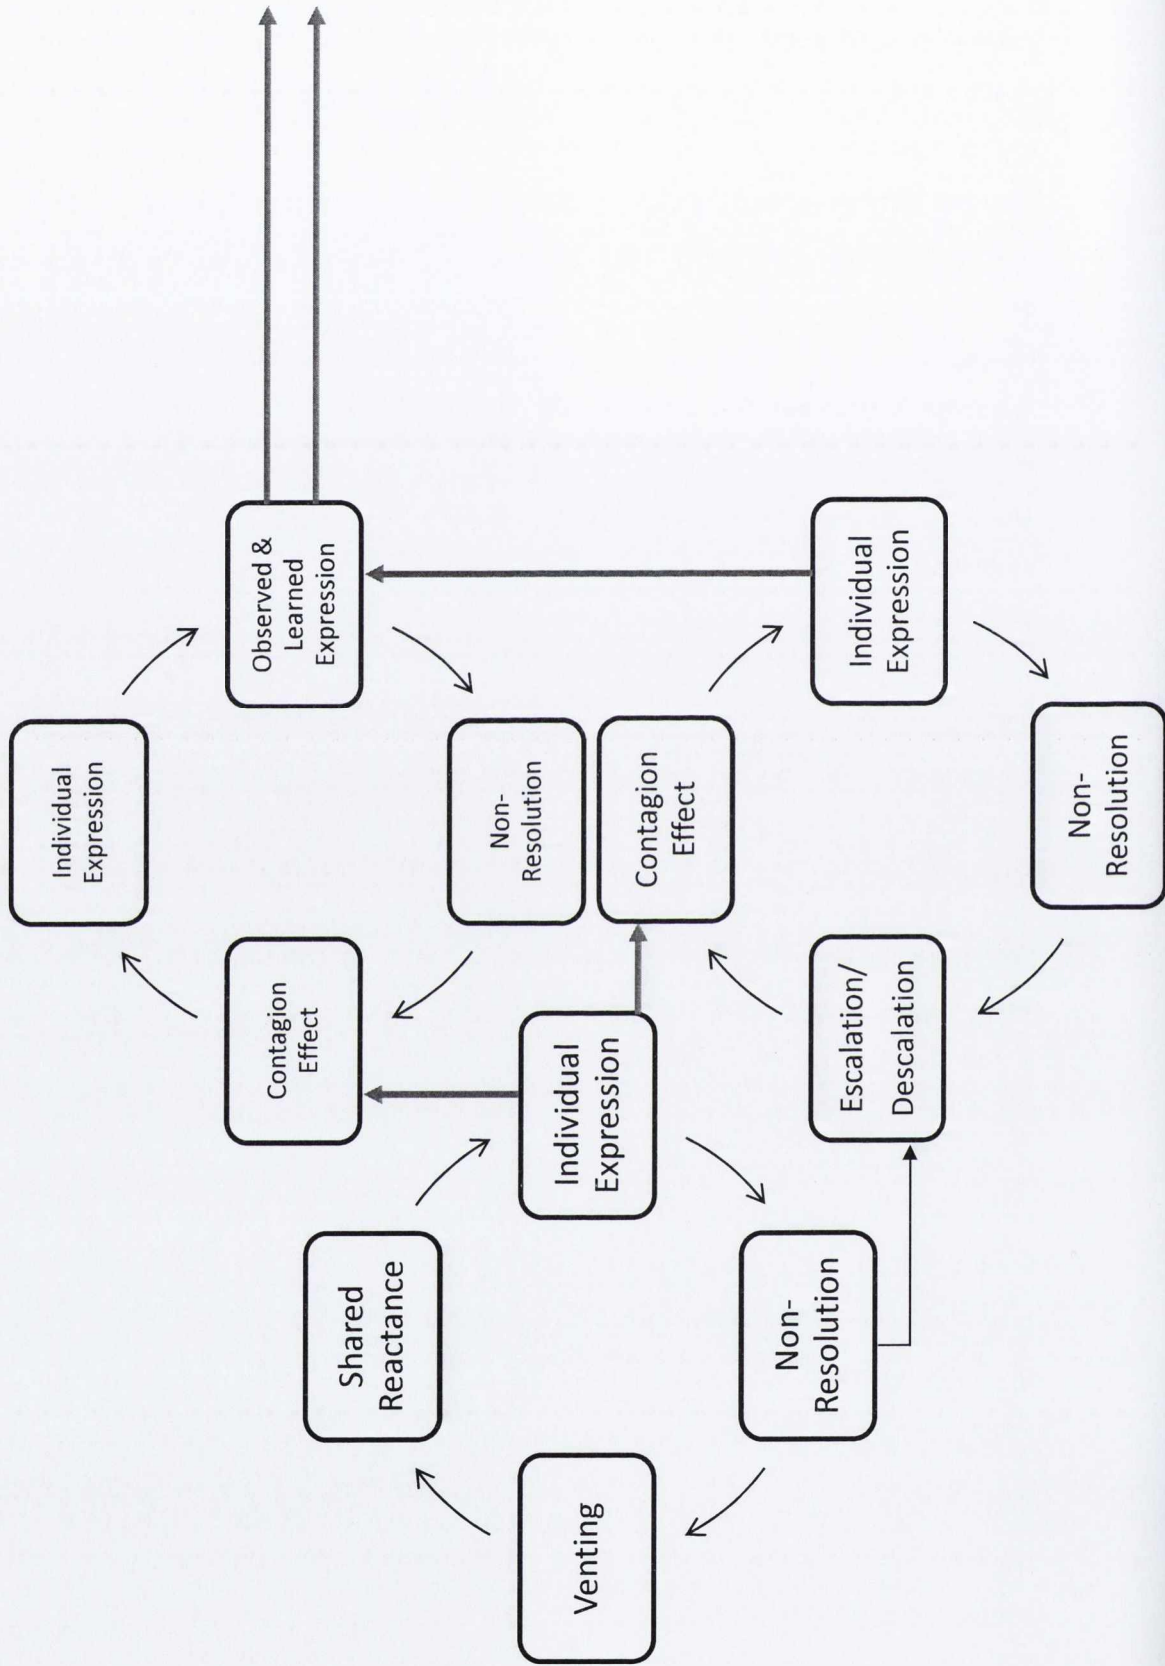 Venting
Shared
Reactance
Individual
Expression
Non-
Resolution
Contagion
Effect
Individual
Expression
Observed &
Learned
Expression
Non-
Resolution
Contagion
Effect
Individual
Expression
Non-
Resolution
Escalation/
Descalation